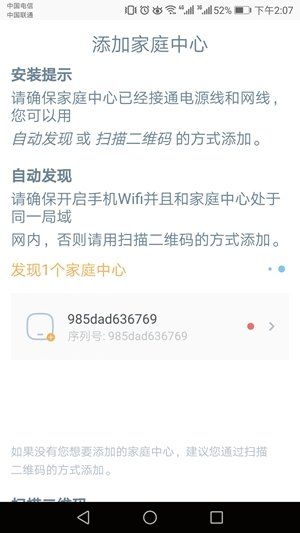 中国电信
中国联通
52% 下午2:07
添加家庭中心
安装提示
请确保家庭中心已经接通电源线和网线，
您可以用
自动发现 或 扫描二维码 的方式添加。
自动发现
请确保开启手机Wifi并且和家庭中心处于
同一局域
网内，否则请用扫描二维码的方式添加。
发现1个家庭中心
985dad636769
序列号: 985dad636769
如果没有您想要添加的家庭中心，建议您通过扫描
二维码的方式添加。
扫描二维码